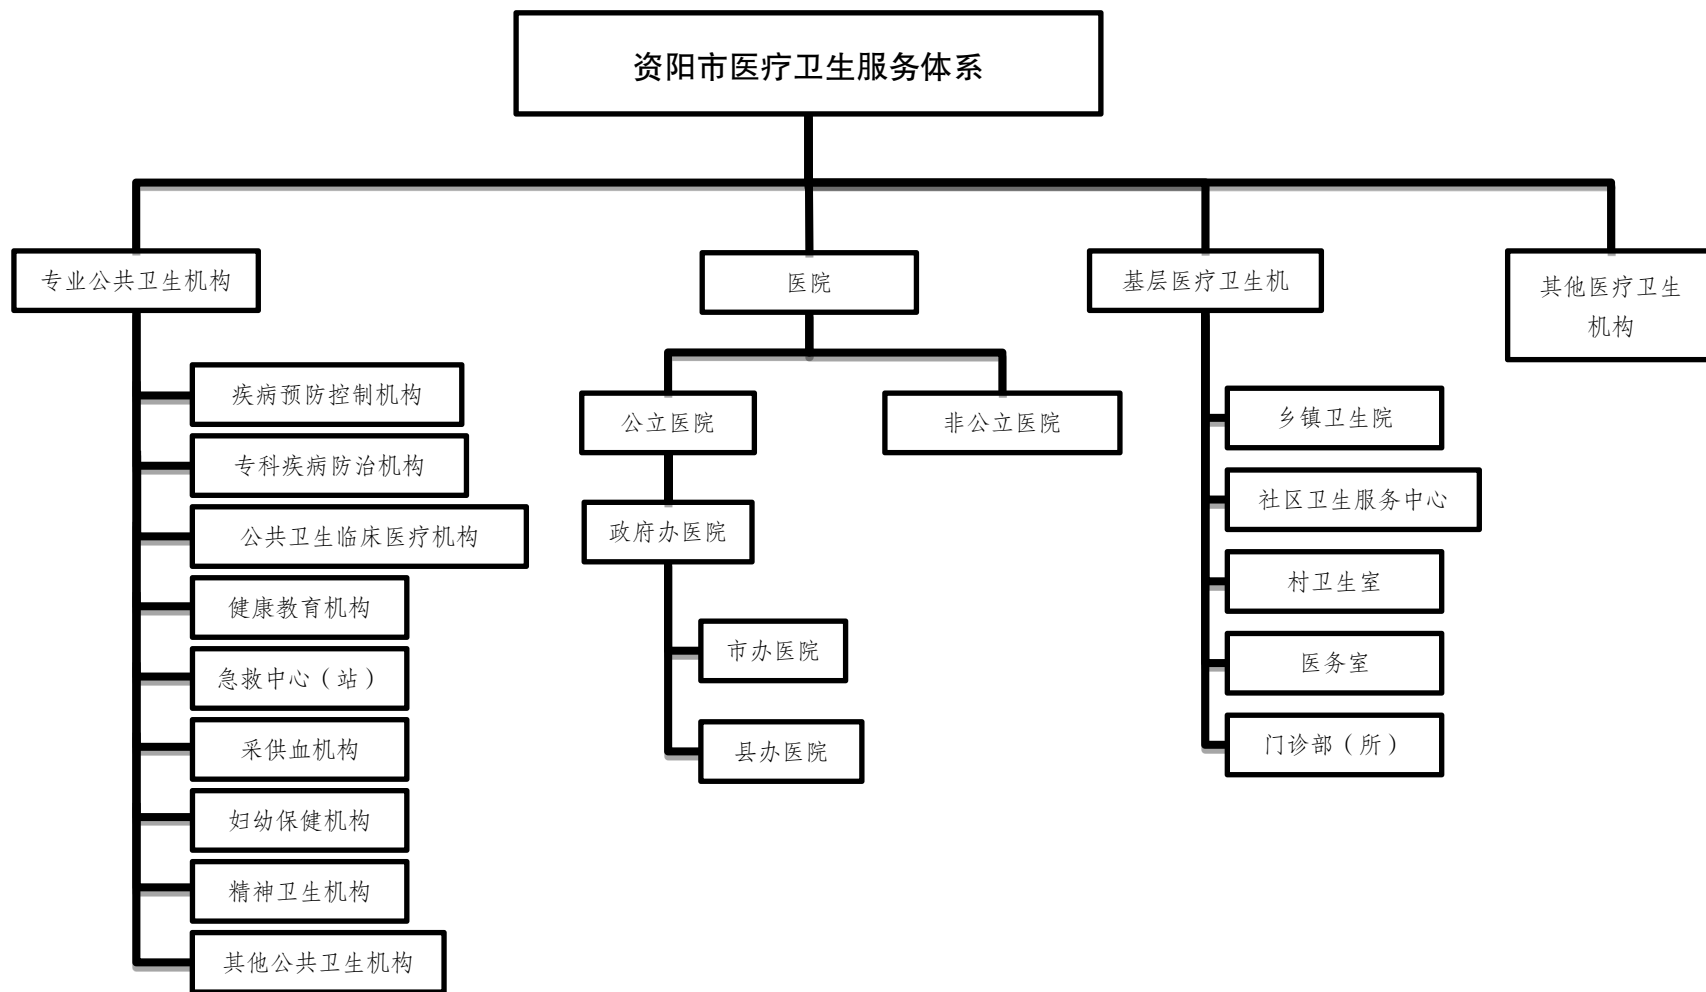 资阳市医疗卫生服务体系
专业公共卫生机构
疾病预防控制机构
专科疾病防治机构
公共卫生临床医疗机构
健康教育机构
急救中心（站）
采供血机构
妇幼保健机构
精神卫生机构
其他公共卫生机构
医院
公立医院
非公立医院
政府办医院
市办医院
县办医院
基层医疗卫生机
乡镇卫生院
社区卫生服务中心
村卫生室
医务室
门诊部（所）
其他医疗卫生
机构